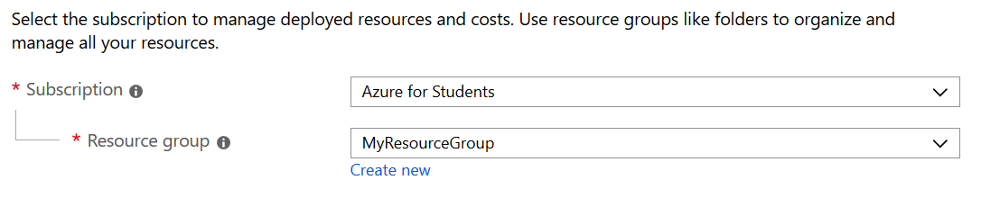 Select the subscription to manage deployed resources and costs. Use resource groups like folders to organize and
manage all your resources.
* Subscription
Azure for Students
* Resource group
MyResourceGroup
Create new